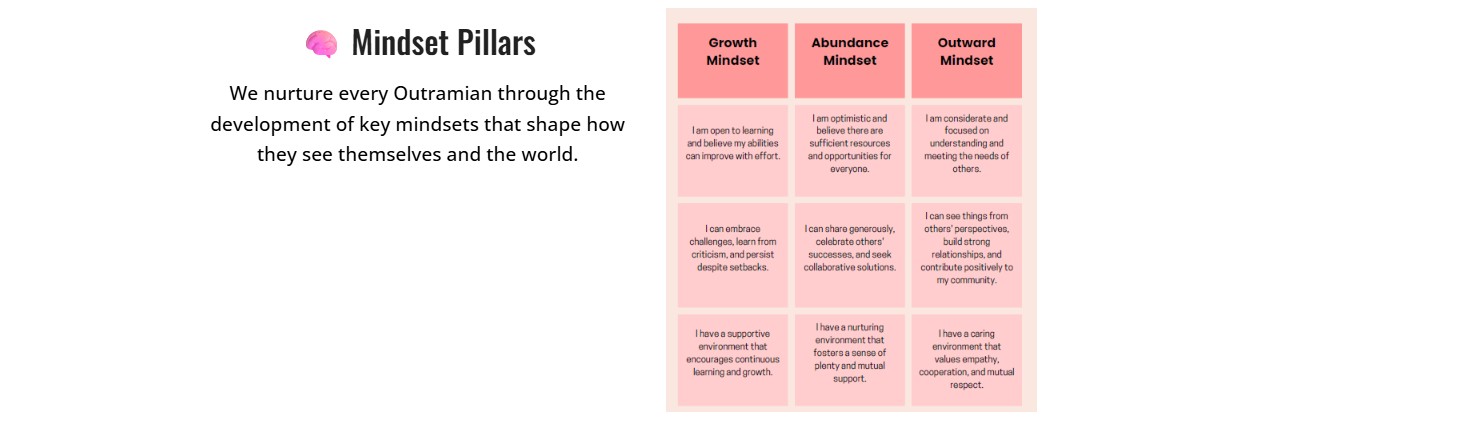 Mindset Pillars
We nurture every Outramian through the
development of key mindsets that shape how
they see themselves and the world.
Growth
Mindset
Abundance
Mindset
Outward
Mindset
I am open to learning
and believe my abilities
can improve with effort.
I am optimistic and
believe there are
sufficient resources
and opportunities for
everyone.
I am considerate and
focused on
understanding and
meeting the needs of
others.
I can embrace
challenges, learn from
criticism, and persist
despite setbacks.
I can share generously,
celebrate others'
successes, and seek
collaborative solutions.
I can see things from
others' perspectives,
build strong
relationships, and
contribute positively to
my community.
I have a supportive
environment that
encourages continuous
learning and growth.
I have a nurturing
environment that
fosters a sense of
plenty and mutual
support.
I have a caring
environment that
values empathy,
cooperation, and mutual
respect.